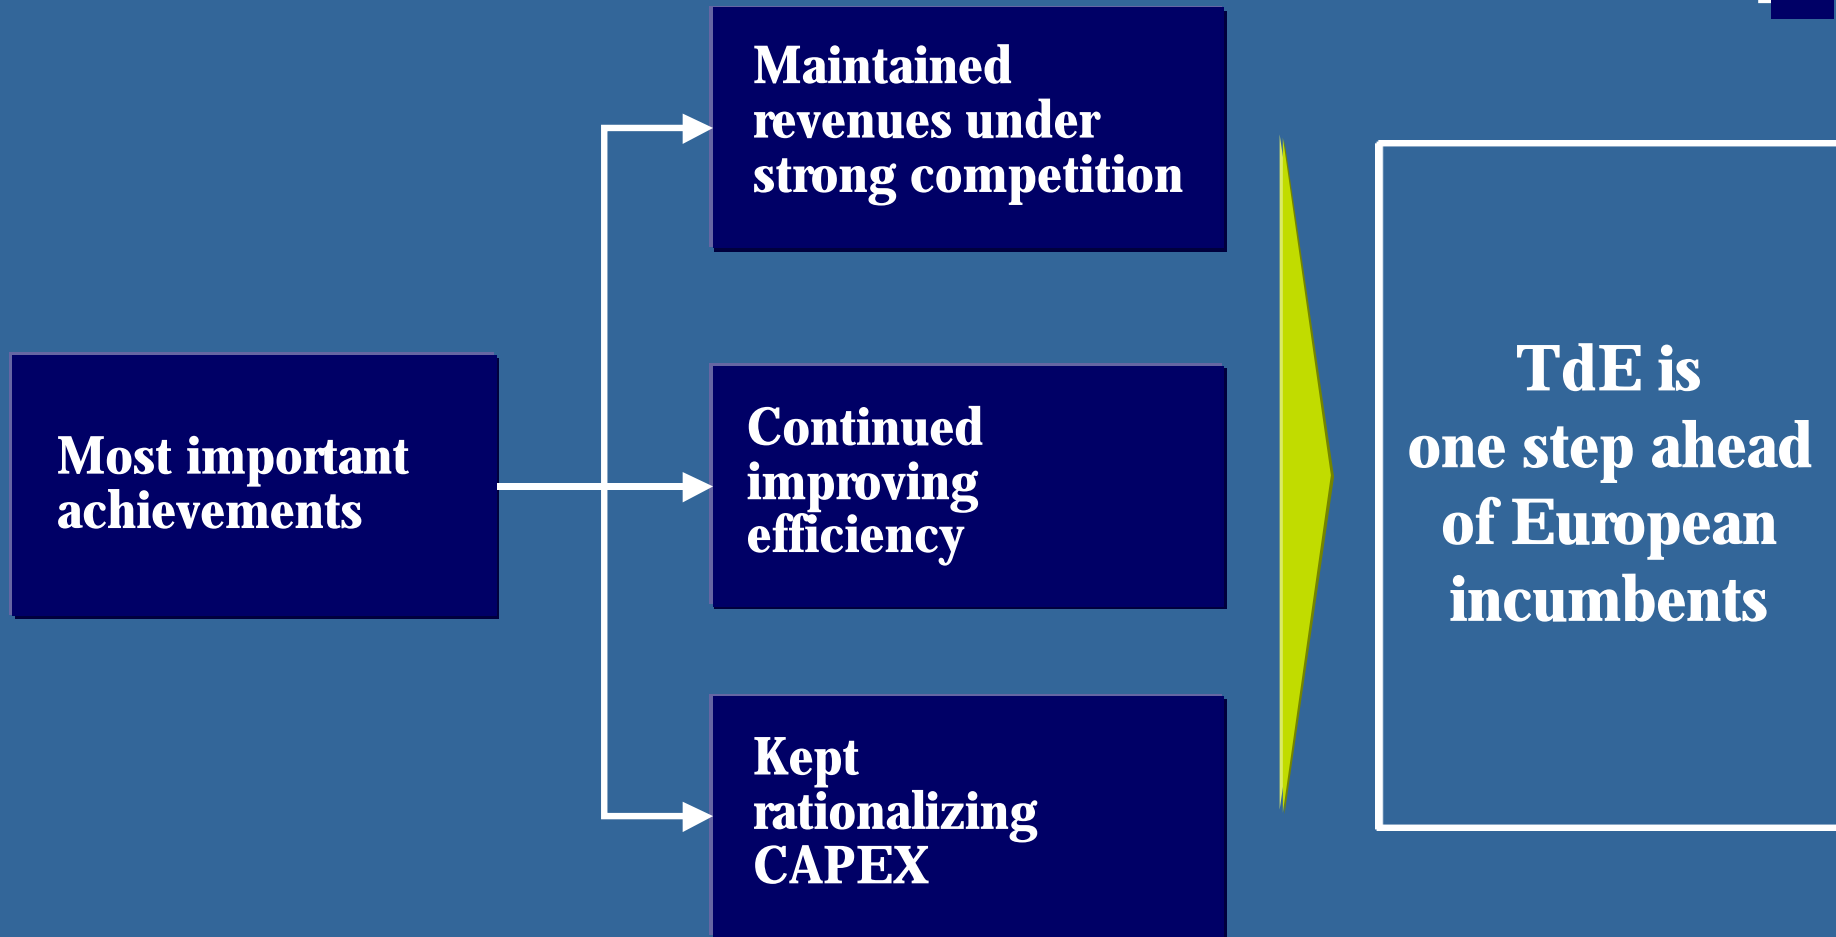 Most important
achievements
Maintained
revenues under
strong competition
Continued
improving
efficiency
Kept
rationalizing
CAPEX
TdE is
one step ahead
of European
incumbents